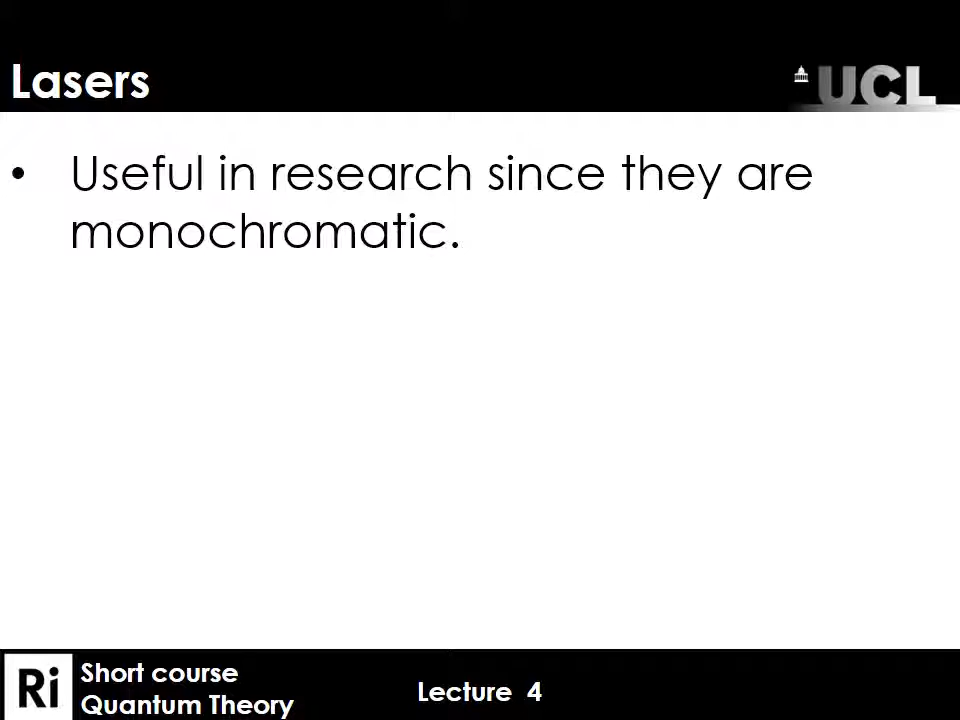 Lasers
UCL
• Useful in research since they are
monochromatic.
Ri
Short course
Quantum Theory
Lecture 4